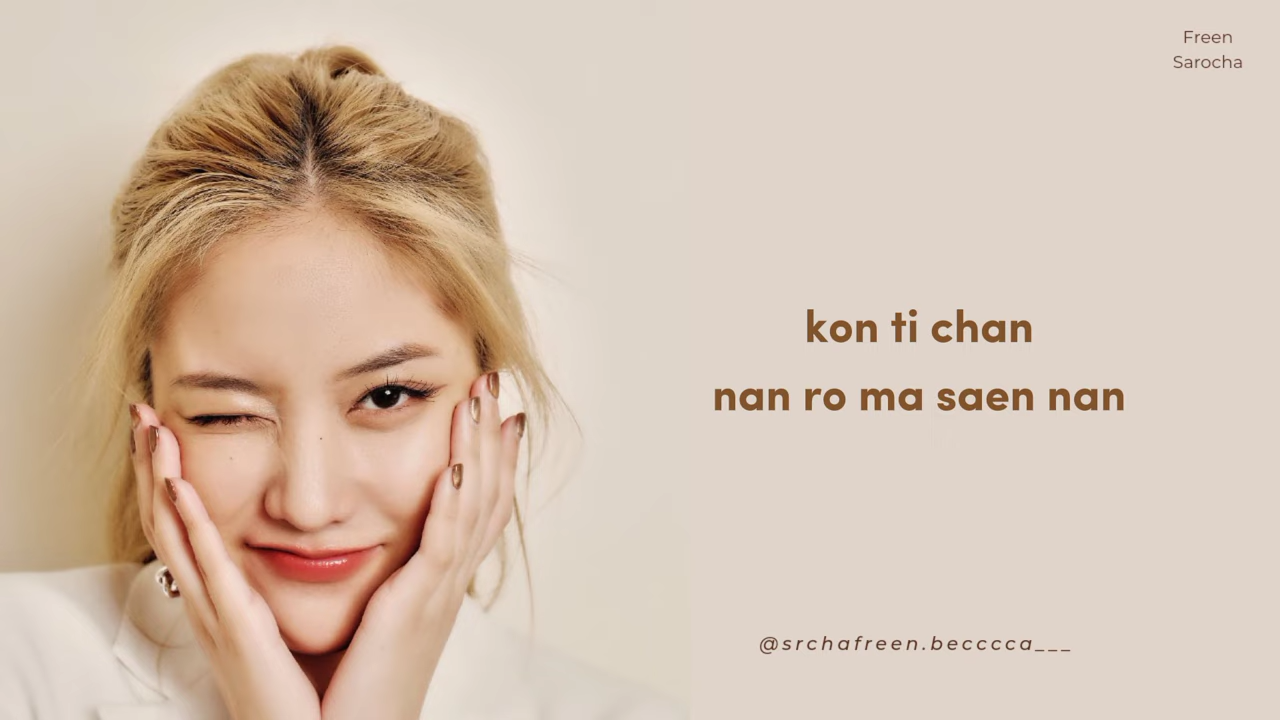 Freen
Sarocha
kon ti chan
nan ro ma saen nan
@srchafreen.becccca___